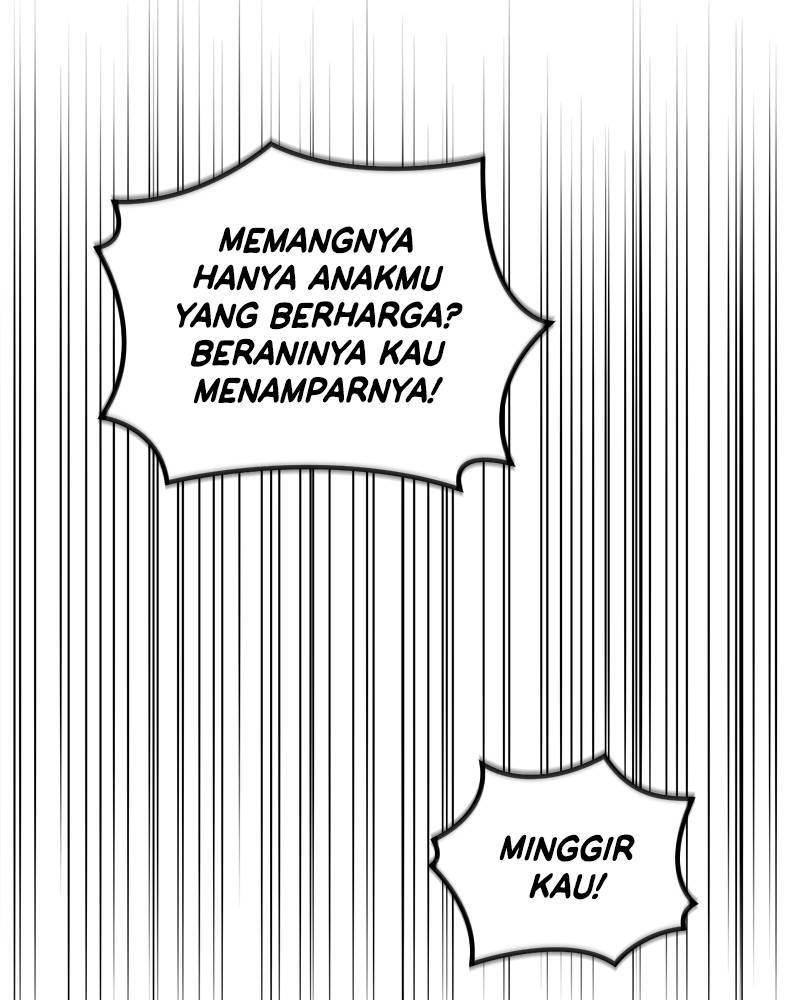 MEMANGNYA
HANYA ANAKMU
YANG BERHARGA?
BERANINYA KAU
MENAMPARNYA!
MINGGIR
KAU!